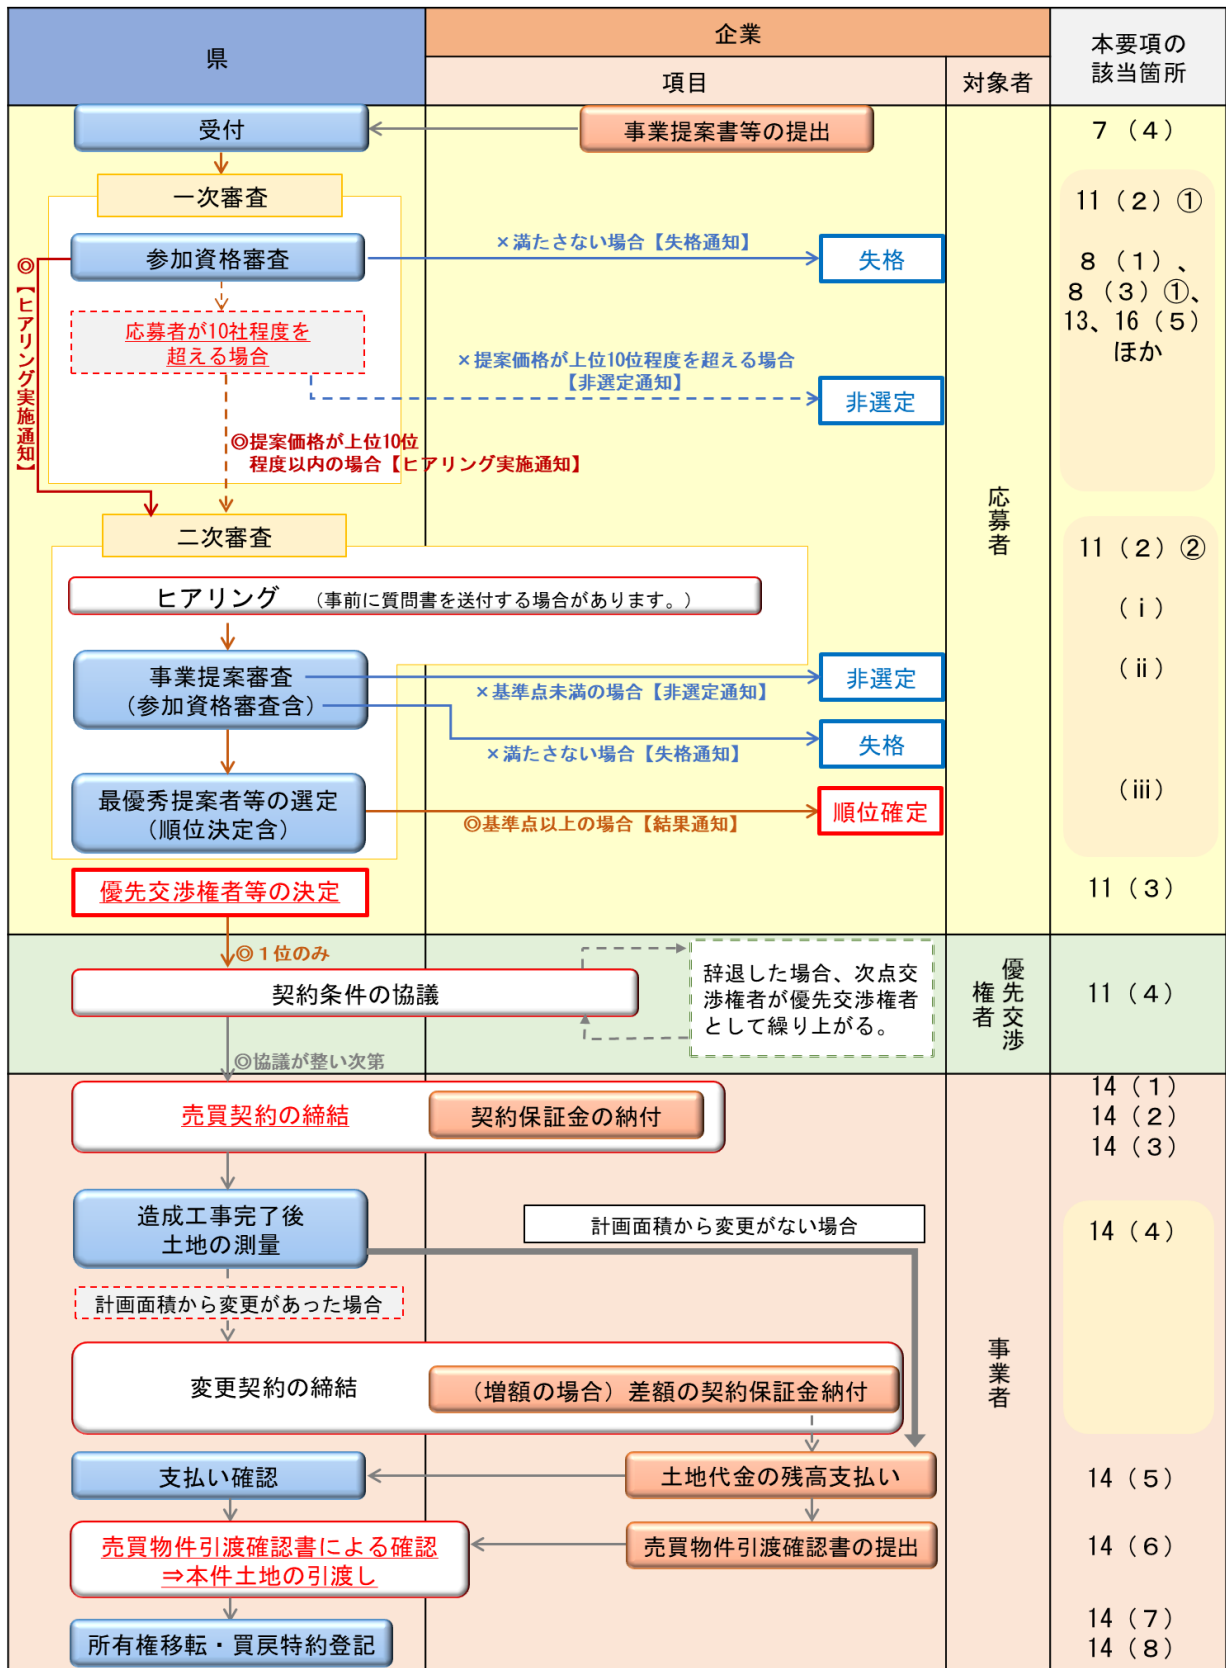 県
企業
項目
対象者
本要項の
該当箇所
受付
事業提案書等の提出
7（4）
一次審査
11（2）①
参加資格審査
×満たさない場合【失格通知】
失格
8（1）、
8（3）①、
13、16（5）
ほか
◎【ヒアリング実施通知】
応募者が10社程度を
超える場合
×提案価格が上位10位程度を超える場合
【非選定通知】
非選定
◎提案価格が上位10位
程度以内の場合【ヒアリング実施通知】
応募者
二次審査
11（2）②
ヒアリング　（事前に質問書を送付する場合があります。）
（ⅰ）
事業提案審査
（参加資格審査含）
×基準点未満の場合【非選定通知】
非選定
（ⅱ）
×満たさない場合【失格通知】
失格
最優秀提案者等の選定
（順位決定含）
◎基準点以上の場合【結果通知】
順位確定
（ⅲ）
優先交渉権者等の決定
11（3）
◎１位のみ
契約条件の協議
辞退した場合、次点交
渉権者が優先交渉権者
として繰り上がる。
優先交渉
権者
11（4）
◎協議が整い次第
売買契約の締結
契約保証金の納付
14（1）
14（2）
14（3）
造成工事完了後
土地の測量
計画面積から変更がない場合
14（4）
計画面積から変更があった場合
変更契約の締結
（増額の場合）差額の契約保証金納付
事業者
支払い確認
土地代金の残高支払い
14（5）
売買物件引渡確認書による確認
⇒本件土地の引渡し
売買物件引渡確認書の提出
14（6）
所有権移転・買戻特約登記
14（7）
14（8）